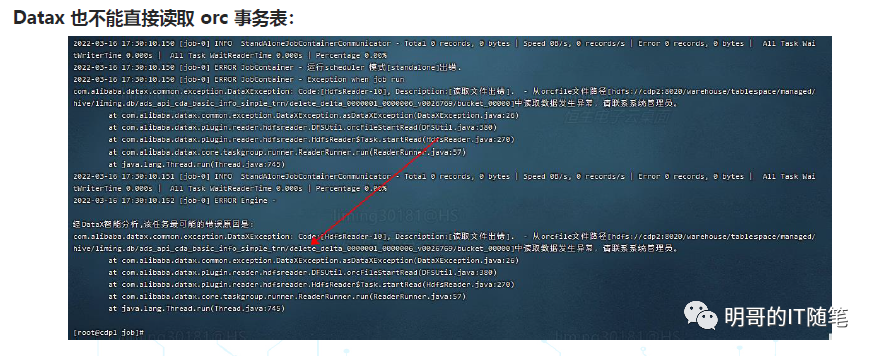 Datax 也不能直接读取 orc 事务表：
2022-03-16 17:30:10.150 [job-0] INFO  StandAloneJobContainerCommunicator - Total 0 records, 0 bytes | Speed 0B/s, 0 records/s | Error 0 records, 0 bytes |  All Task Wai
tWriterTime 0.000s |  All Task WaitReaderTime 0.000s | Percentage 0.00%
2022-03-16 17:30:10.150 [job-0] ERROR JobContainer - 运行scheduler 模式[standalone]出错.
2022-03-16 17:30:10.150 [job-0] ERROR JobContainer - Exception when job run
com.alibaba.datax.common.exception.DataXException: Code:[HdfsReader-10], Description:[读取文件出错].  - 从orcfile文件路径[hdfs://cdp2:8020/warehouse/tablespace/managed/
hive/liming.db/ads_api_cda_basic_info_simple_trn/delete_delta_0000001_0000006_v0026769/bucket_00000]中读取数据发生异常，请联系系统管理员。
at com.alibaba.datax.common.exception.DataXException.asDataXException(DataXException.java:26)
at com.alibaba.datax.plugin.reader.hdfsreader.DFSUtil.orcFileStartRead(DFSUtil.java:380)
at com.alibaba.datax.plugin.reader.hdfsreader.HdfsReader$Task.startRead(HdfsReader.java:270)
at com.alibaba.datax.core.taskgroup.runner.ReaderRunner.run(ReaderRunner.java:57)
at java.lang.Thread.run(Thread.java:745)
2022-03-16 17:30:10.151 [job-0] INFO  StandAloneJobContainerCommunicator - Total 0 records, 0 bytes | Speed 0B/s, 0 records/s | Error 0 records, 0 bytes |  All Task Wai
tWriterTime 0.000s |  All Task WaitReaderTime 0.000s | Percentage 0.00%
2022-03-16 17:30:10.152 [job-0] ERROR Engine -
经DataX智能分析,该任务最可能的错误原因是:
com.alibaba.datax.common.exception.DataXException: Code:[HdfsReader-10], Description:[读取文件出错].  - 从orcfile文件路径[hdfs://cdp2:8020/warehouse/tablespace/managed/
hive/liming.db/ads_api_cda_basic_info_simple_trn/delete_delta_0000001_0000006_v0026769/bucket_00000]中读取数据发生异常，请联系系统管理员。
at com.alibaba.datax.common.exception.DataXException.asDataXException(DataXException.java:26)
at com.alibaba.datax.plugin.reader.hdfsreader.DFSUtil.orcFileStartRead(DFSUtil.java:380)
at com.alibaba.datax.plugin.reader.hdfsreader.HdfsReader$Task.startRead(HdfsReader.java:270)
at com.alibaba.datax.core.taskgroup.runner.ReaderRunner.run(ReaderRunner.java:57)
at java.lang.Thread.run(Thread.java:745)
[root@cdp1 job]#
明哥的IT随笔
liming30181@HS